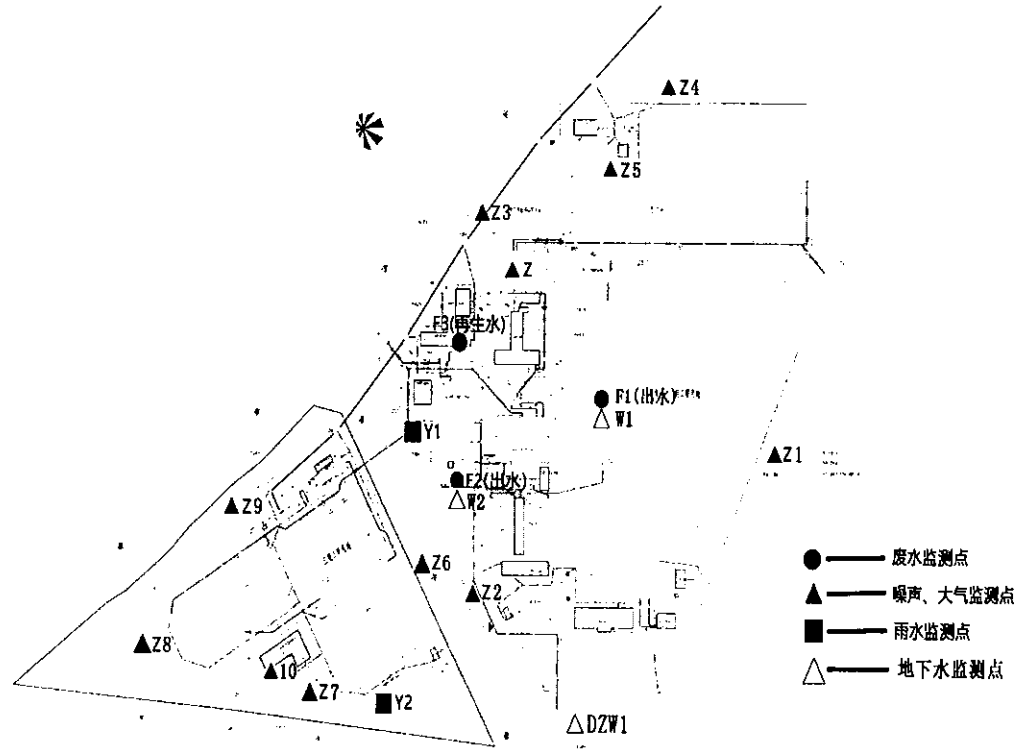 Z4
Z5
Z3
Z
F3(再生水)
F1(出水)
W1
Y1
Z1
F2(出水)
W2
Z9
Z6
Z2
Z8
10
Z7
Y2
DZW1
废水监测点
噪声、大气监测点
雨水监测点
地下水监测点